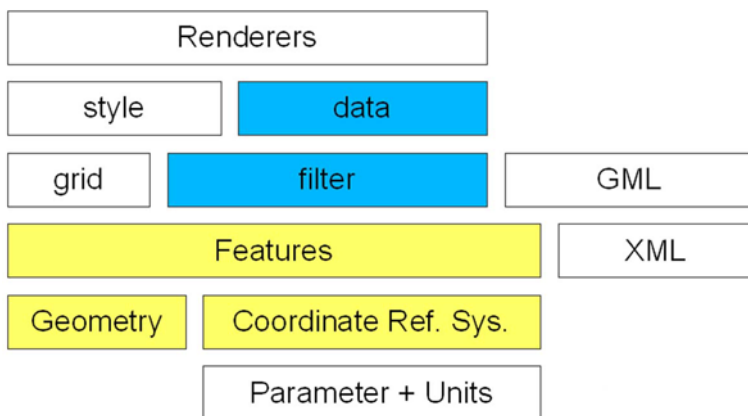 Renderers
style
data
grid
filter
GML
Features
XML
Geometry
Coordinate Ref. Sys.
Parameter + Units